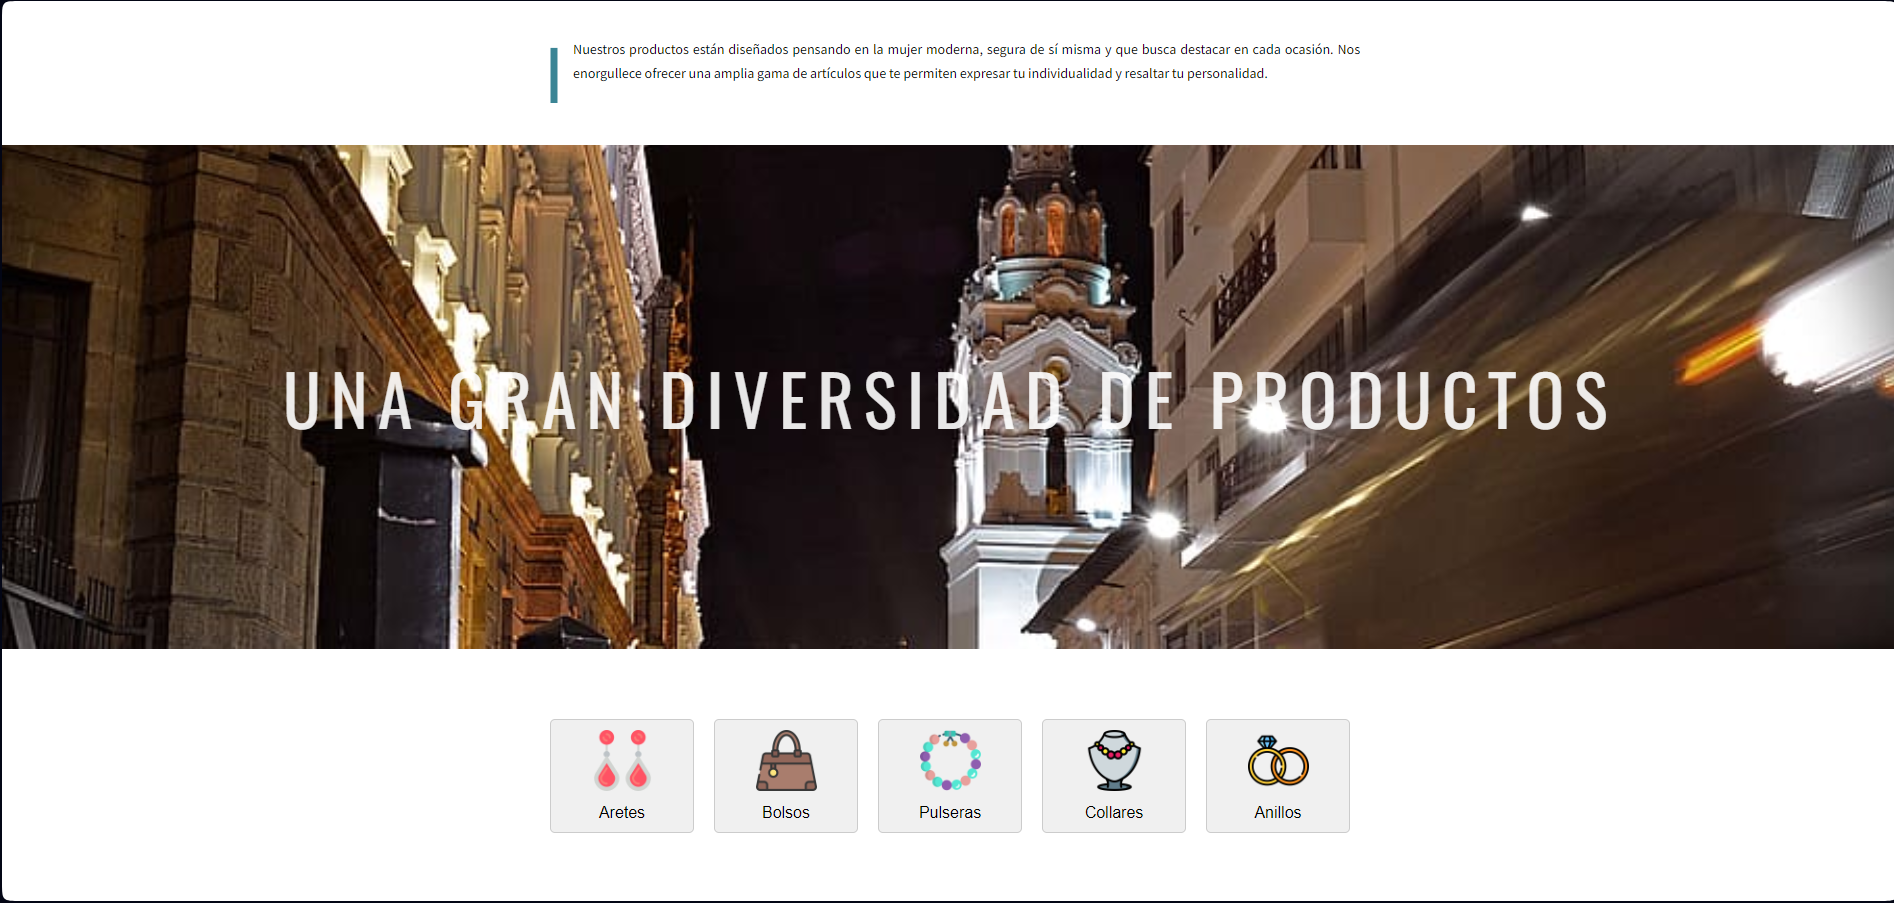 Nuestros productos están diseñados pensando en la mujer moderna, segura de sí misma y que busca destacar en cada ocasión. Nos
enorgullece ofrecer una amplia gama de artículos que te permiten expresar tu individualidad y resaltar tu personalidad.
UNA GRAN DIVERSIDAD DE PRODUCTOS
Aretes
Bolsos
Pulseras
Collares
Anillos